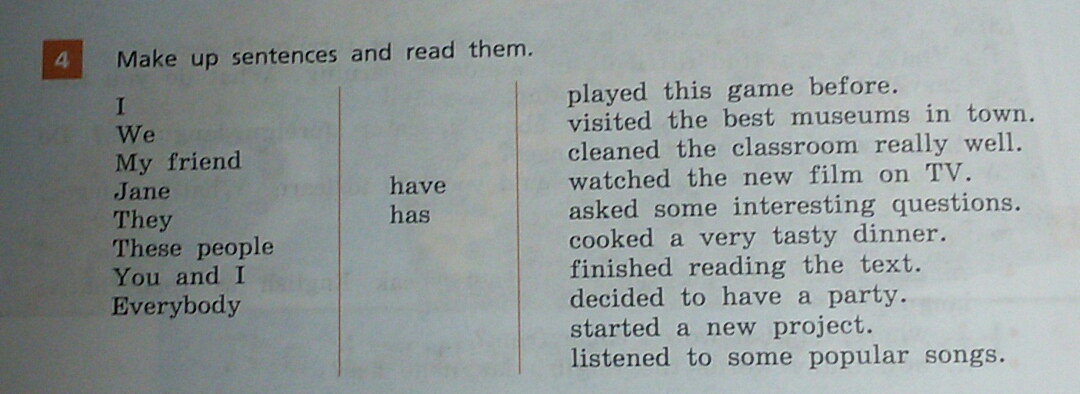 4 Make up sentences and read them.
I
We
My friend
Jane
They
These people
You and I
Everybody
have
has
played this game before.
visited the best museums in town.
cleaned the classroom really well.
watched the new film on TV.
asked some interesting questions.
cooked a very tasty dinner.
finished reading the text.
decided to have a party.
started a new project.
listened to some popular songs.